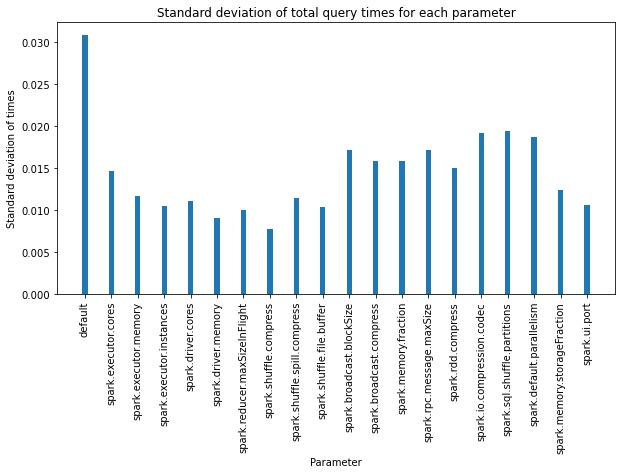 Standard deviation of total query times for each parameter
Standard deviation of times
0.030
0.025
0.020
0.015
0.010
0.005
0.000
default
spark.executor.cores
spark.executor.memory
spark.executor.instances
spark.driver.cores
spark.driver.memory
spark.reducer.maxSizeInFlight
spark.shuffle.compress
spark.shuffle.spill.compress
spark.shuffle.file.buffer
spark.broadcast.blockSize
spark.broadcast.compress
spark.memory.fraction
spark.rpc.message.maxSize
spark.rdd.compress
spark.io.compression.codec
spark.sql.shuffle.partitions
spark.default.parallelism
spark.memory.storageFraction
spark.ui.port
Parameter